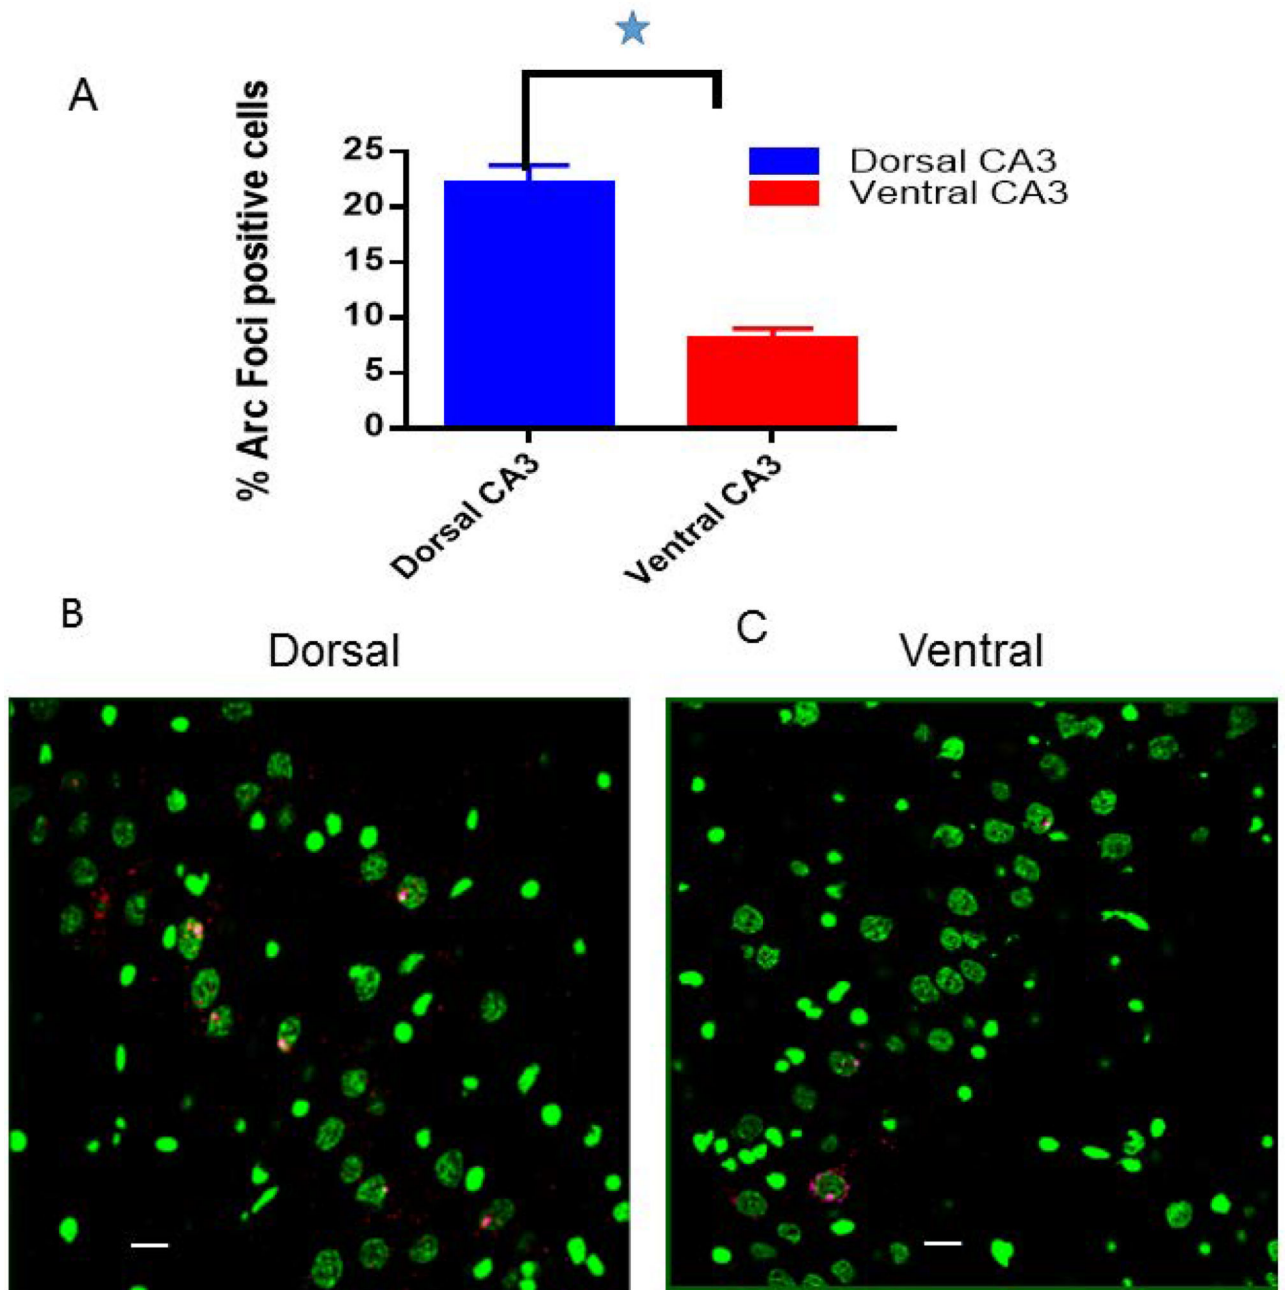 A
% Arc Foci positive cells
25
20
15
10
5
0
Dorsal CA3
Ventral CA3
Dorsal CA3
Ventral CA3
B
Dorsal
C
Ventral